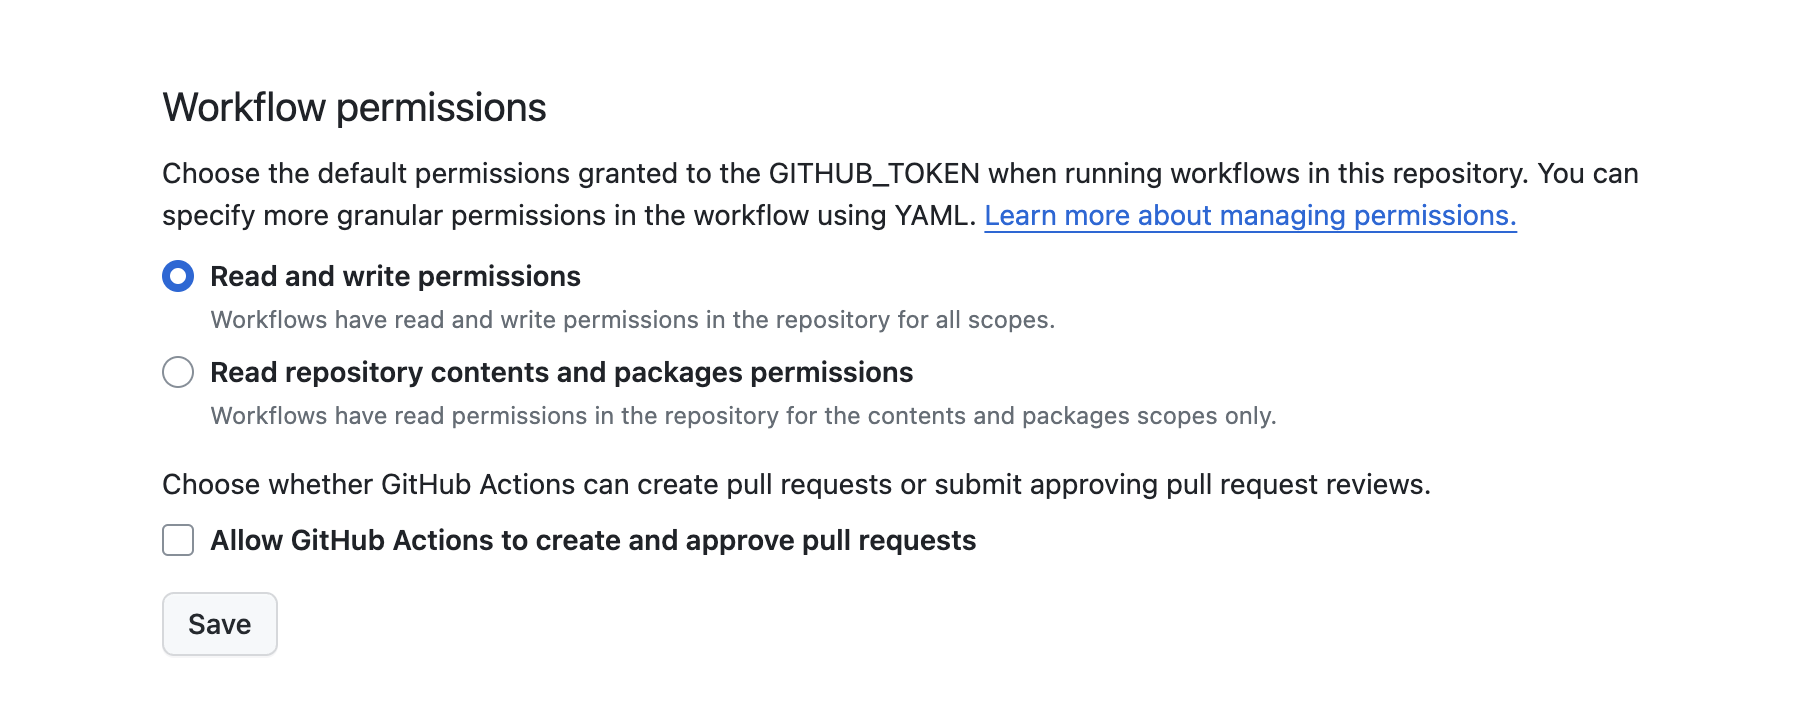 Workflow permissions
Choose the default permissions granted to the GITHUB_TOKEN when running workflows in this repository. You can
specify more granular permissions in the workflow using YAML. Learn more about managing permissions.
Read and write permissions
Workflows have read and write permissions in the repository for all scopes.
Read repository contents and packages permissions
Workflows have read permissions in the repository for the contents and packages scopes only.
Choose whether GitHub Actions can create pull requests or submit approving pull request reviews.
Allow GitHub Actions to create and approve pull requests
Save